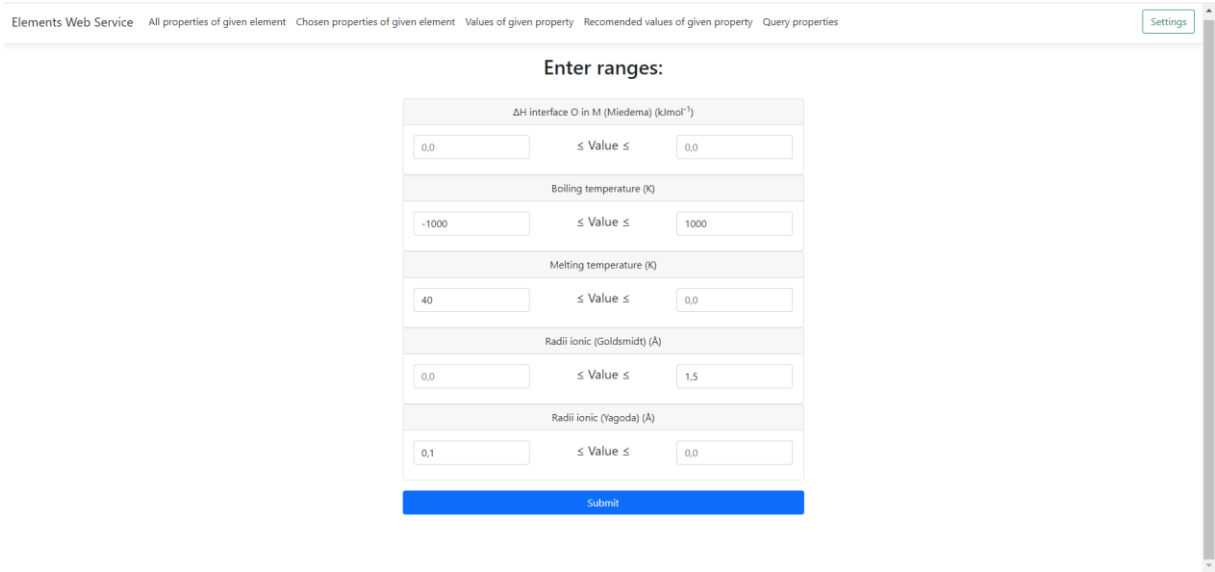 Elements Web Service All properties of given element Chosen properties of given element Values of given property Recomended values of given property Query properties Settings
Enter ranges:
ΔH interface O in M (Miedema) (kJmol⁻¹)
0,0 ≤ Value ≤ 0,0
Boiling temperature (K)
-1000 ≤ Value ≤ 1000
Melting temperature (K)
40 ≤ Value ≤ 0,0
Radii ionic (Goldsmidt) (Å)
0,0 ≤ Value ≤ 1,5
Radii ionic (Yagoda) (Å)
0,1 ≤ Value ≤ 0,0
Submit